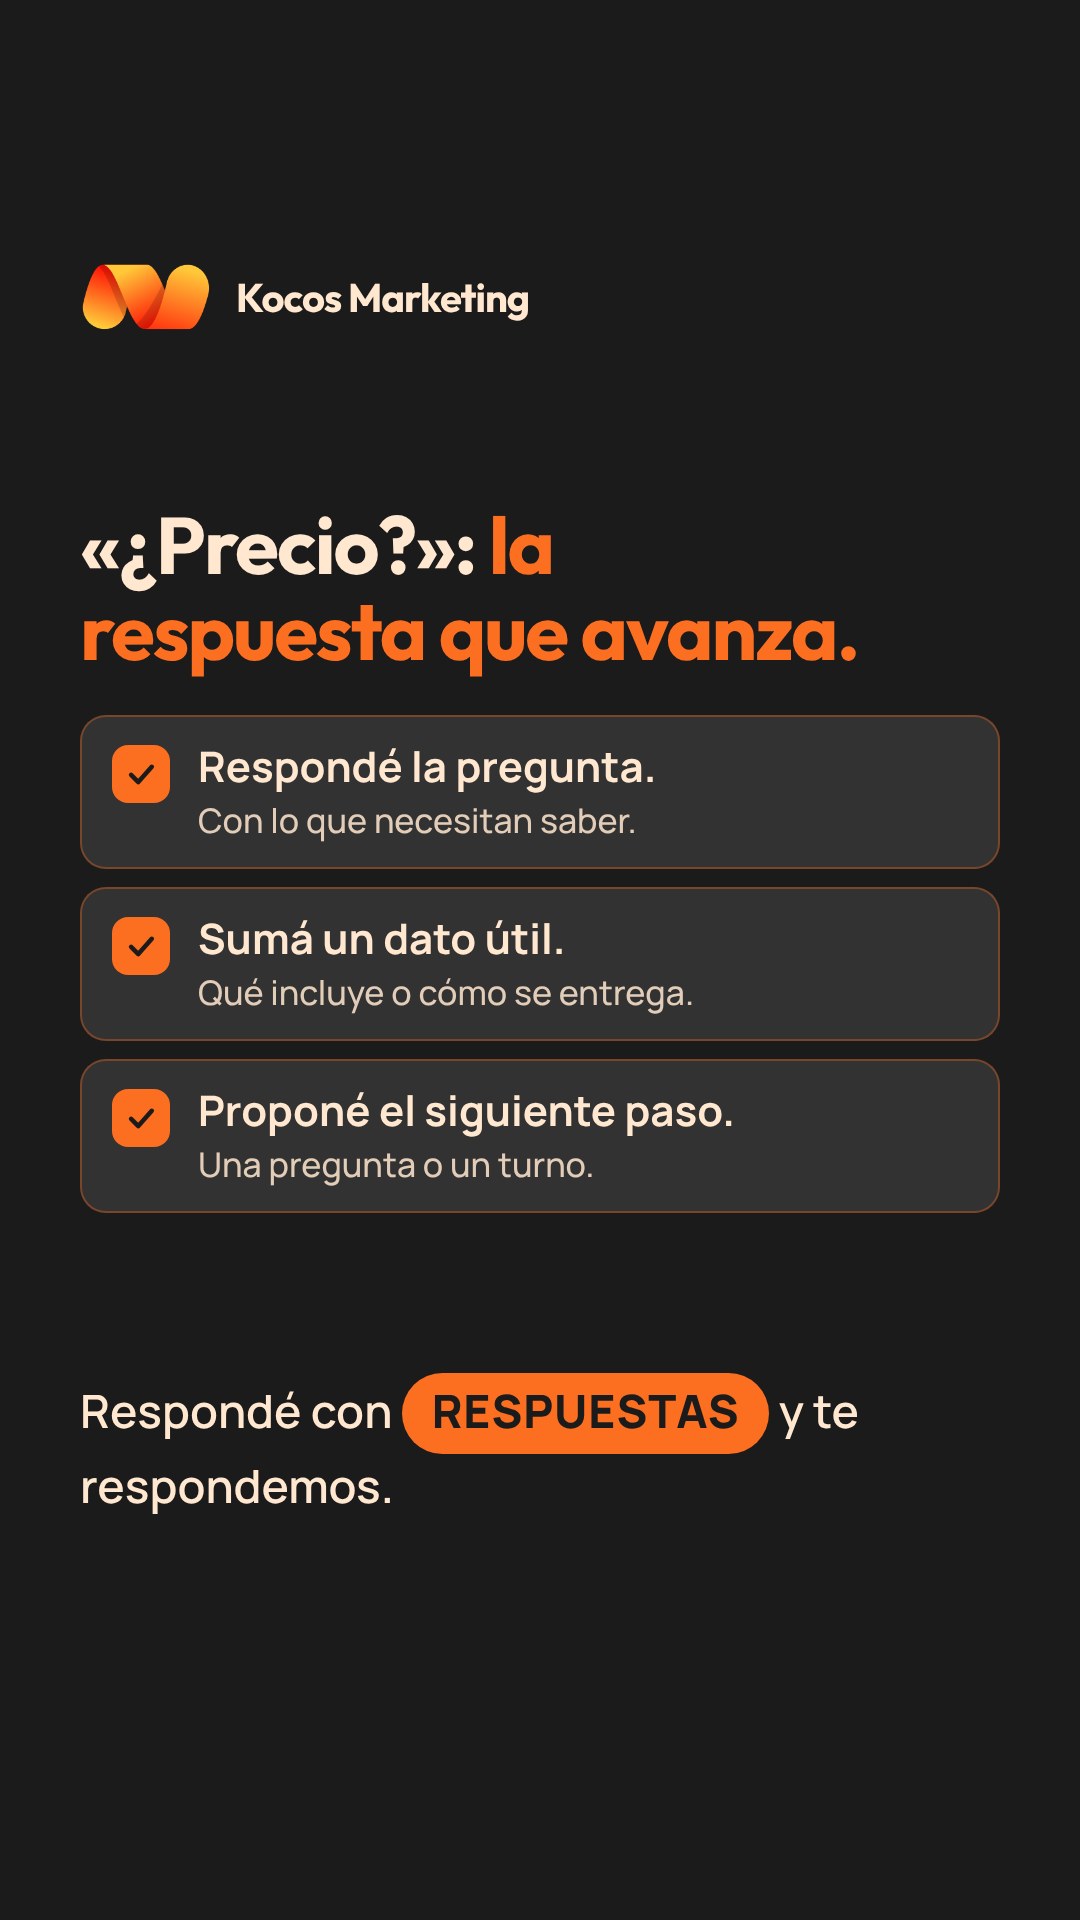 Kocos Marketing
«¿Precio?»: la
respuesta que avanza.
Respondé la pregunta.
Con lo que necesitan saber.
Sumá un dato útil.
Qué incluye o cómo se entrega.
Proponé el siguiente paso.
Una pregunta o un turno.
Respondé con RESPUESTAS y te
respondemos.